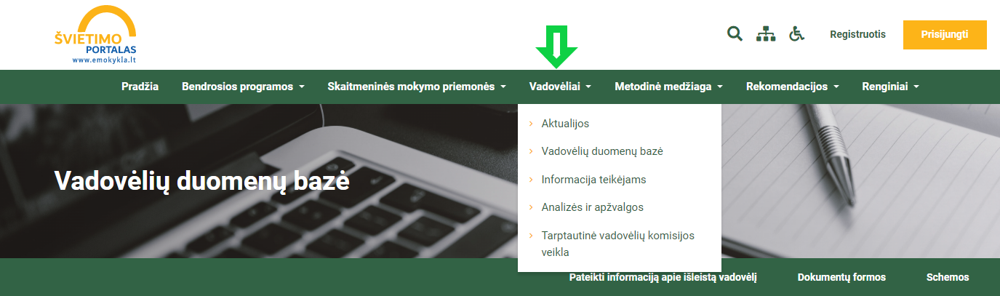 ŠVIETIMO
PORTALAS
www.emokykla.lt
Registruotis
Prisijungti
Pradžia
Bendrosios programos
Skaitmeninės mokymo priemonės
Vadovėliai
Metodinė medžiaga
Rekomendacijos
Renginiai
Aktualijos
Vadovėlių duomenų bazė
Informacija teikėjams
Analizės ir apžvalgos
Tarptautinė vadovėlių komisijos
veikla
Vadovėlių duomenų bazė
Pateikti informaciją apie išleistą vadovėlį
Dokumentų formos
Schemos